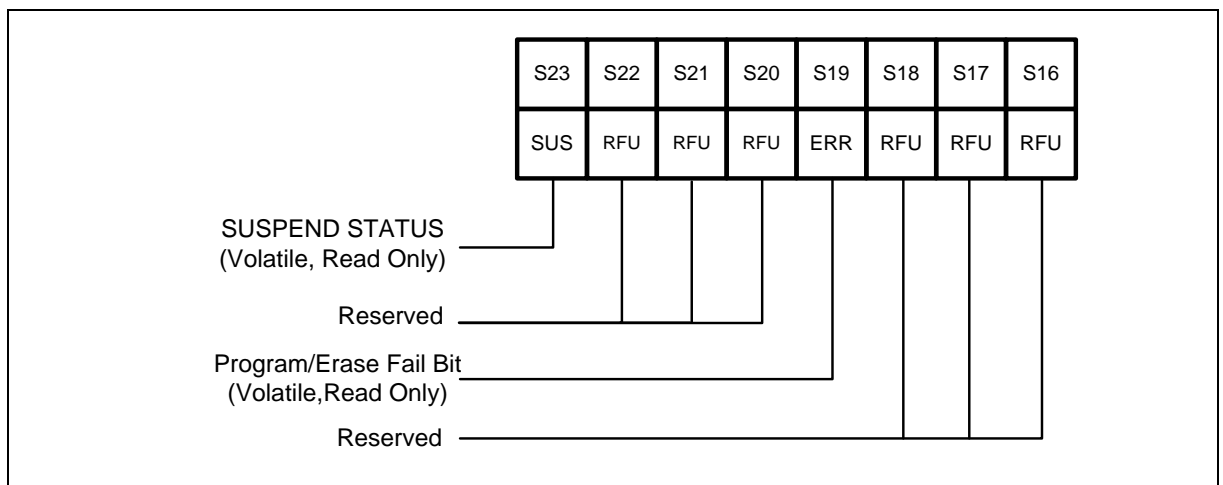 S23 S22 S21 S20 S19 S18 S17 S16
SUS RFU RFU RFU ERR RFU RFU RFU
SUSPEND STATUS
(Volatile, Read Only)
Reserved
Program/Erase Fail Bit
(Volatile,Read Only)
Reserved